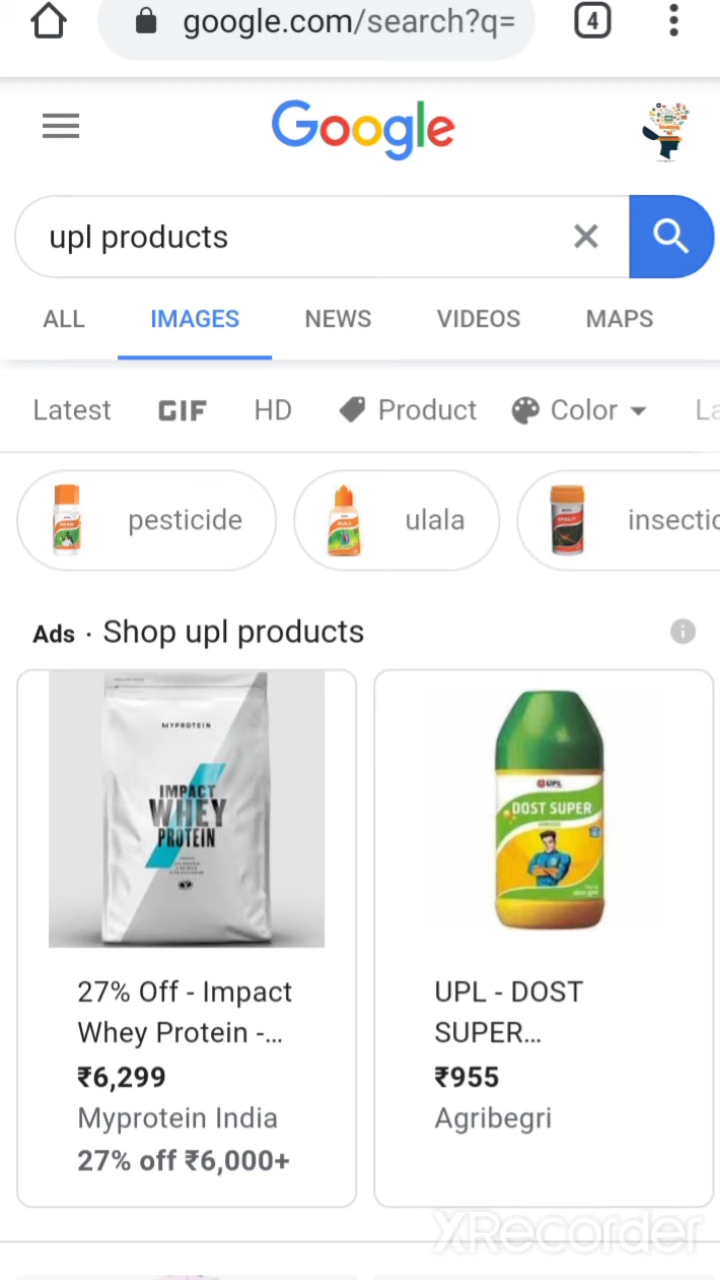 google.com/search?q=
4
Google
upl products
ALL
IMAGES
NEWS
VIDEOS
MAPS
Latest
GIF
HD
Product
Color
La
pesticide
ulala
insectic
Ads · Shop upl products
MYPROTEIN
IMPACT
WHEY
PROTEIN
UPL
DOST SUPER
27% Off - Impact
Whey Protein -...
₹6,299
Myprotein India
27% off ₹6,000+
UPL - DOST
SUPER...
₹955
Agribegri
XRecorder